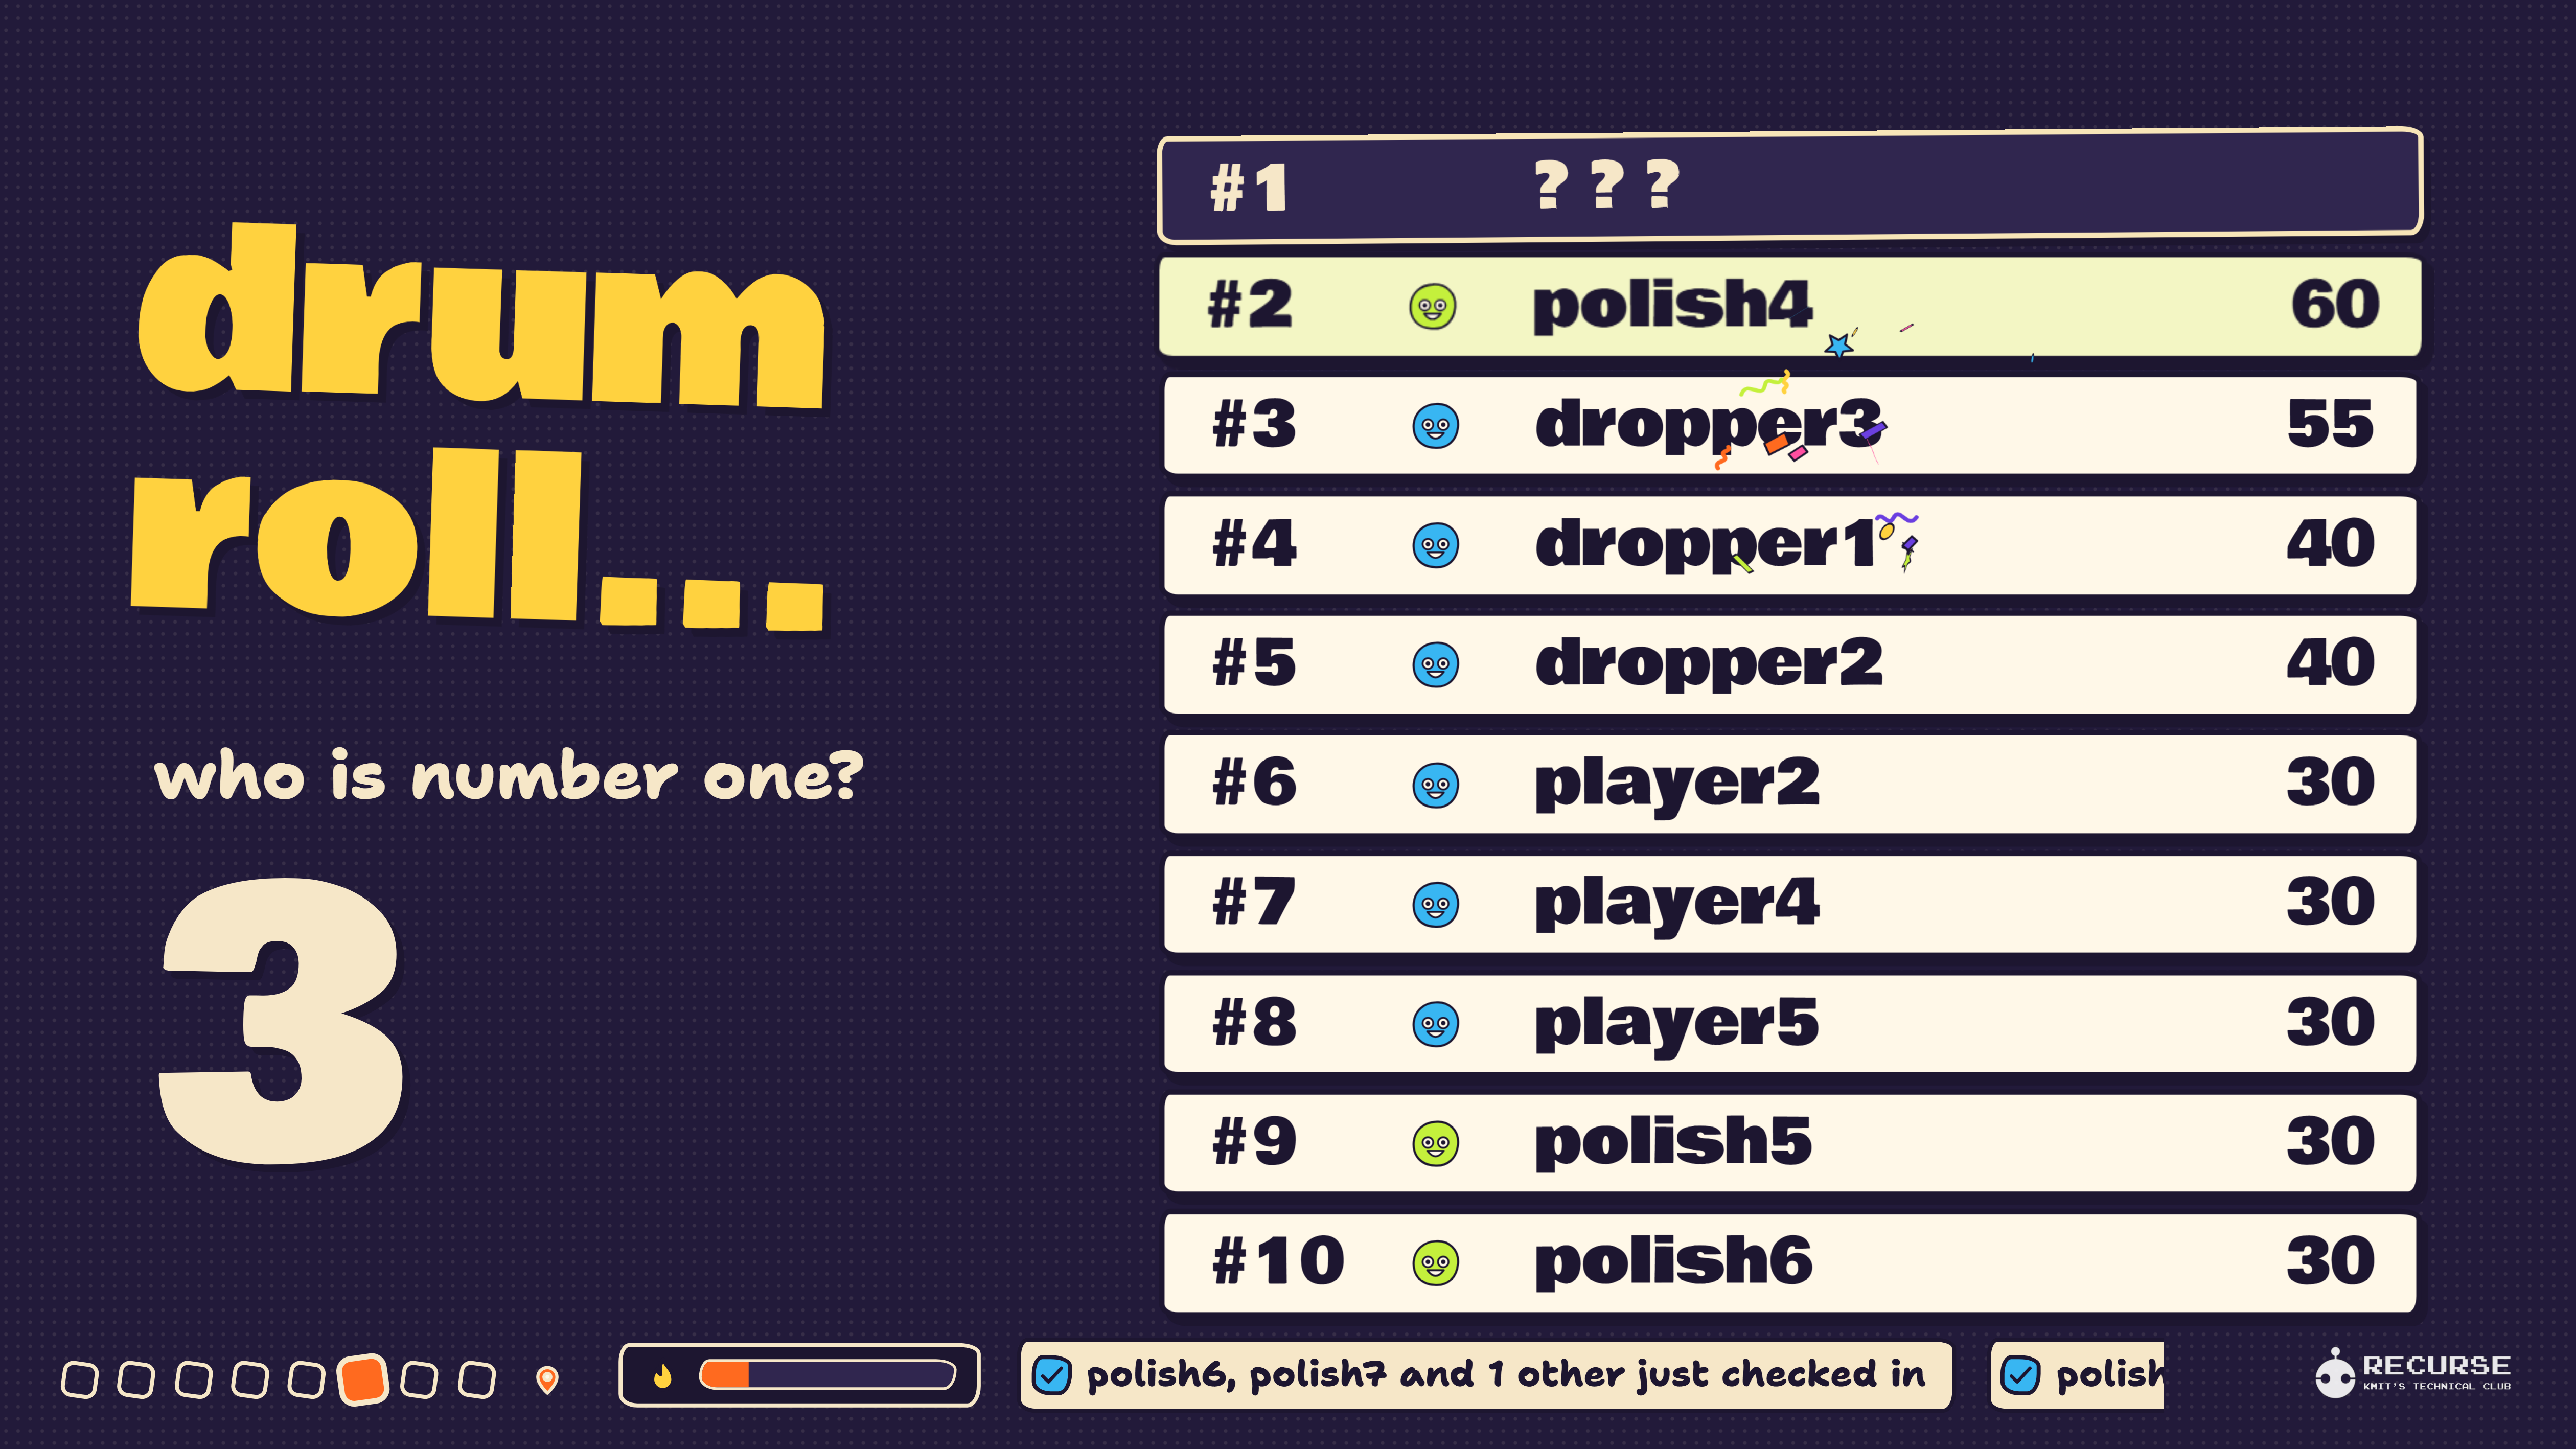 drum
roll...
who is number one?
3
#1 ???
#2 polish4 60
#3 dropper3 55
#4 dropper1 40
#5 dropper2 40
#6 player2 30
#7 player4 30
#8 player5 30
#9 polish5 30
#10 polish6 30
polish6, polish7 and 1 other just checked in
polish
RECURSE
KMIT'S TECHNICAL CLUB